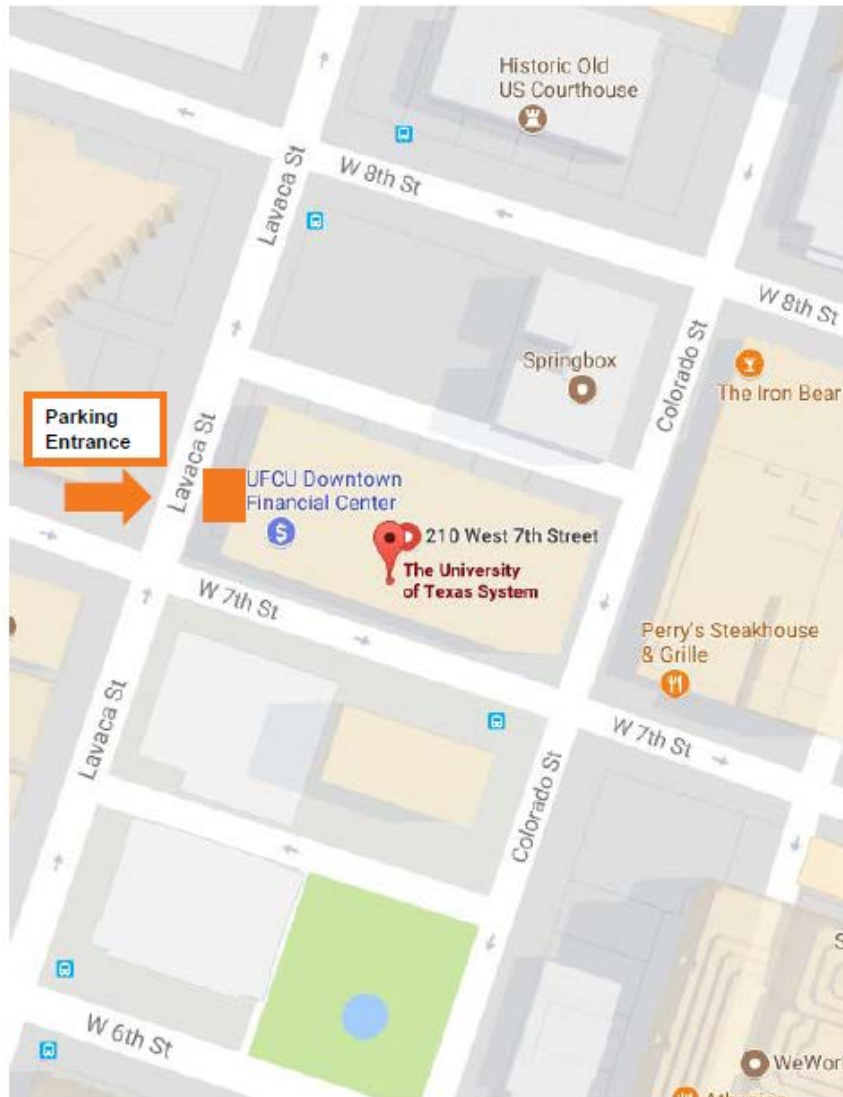 Historic Old
US Courthouse
Lavaca St
W 8th St
W 8th St
Colorado St
Springbox
The Iron Bear
Parking
Entrance
Lavaca St
UFCU Downtown
Financial Center
$
210 West 7th Street
The University
of Texas System
W 7th St
Perry's Steakhouse
& Grille
Lavaca St
W 7th St
Colorado St
W 6th St